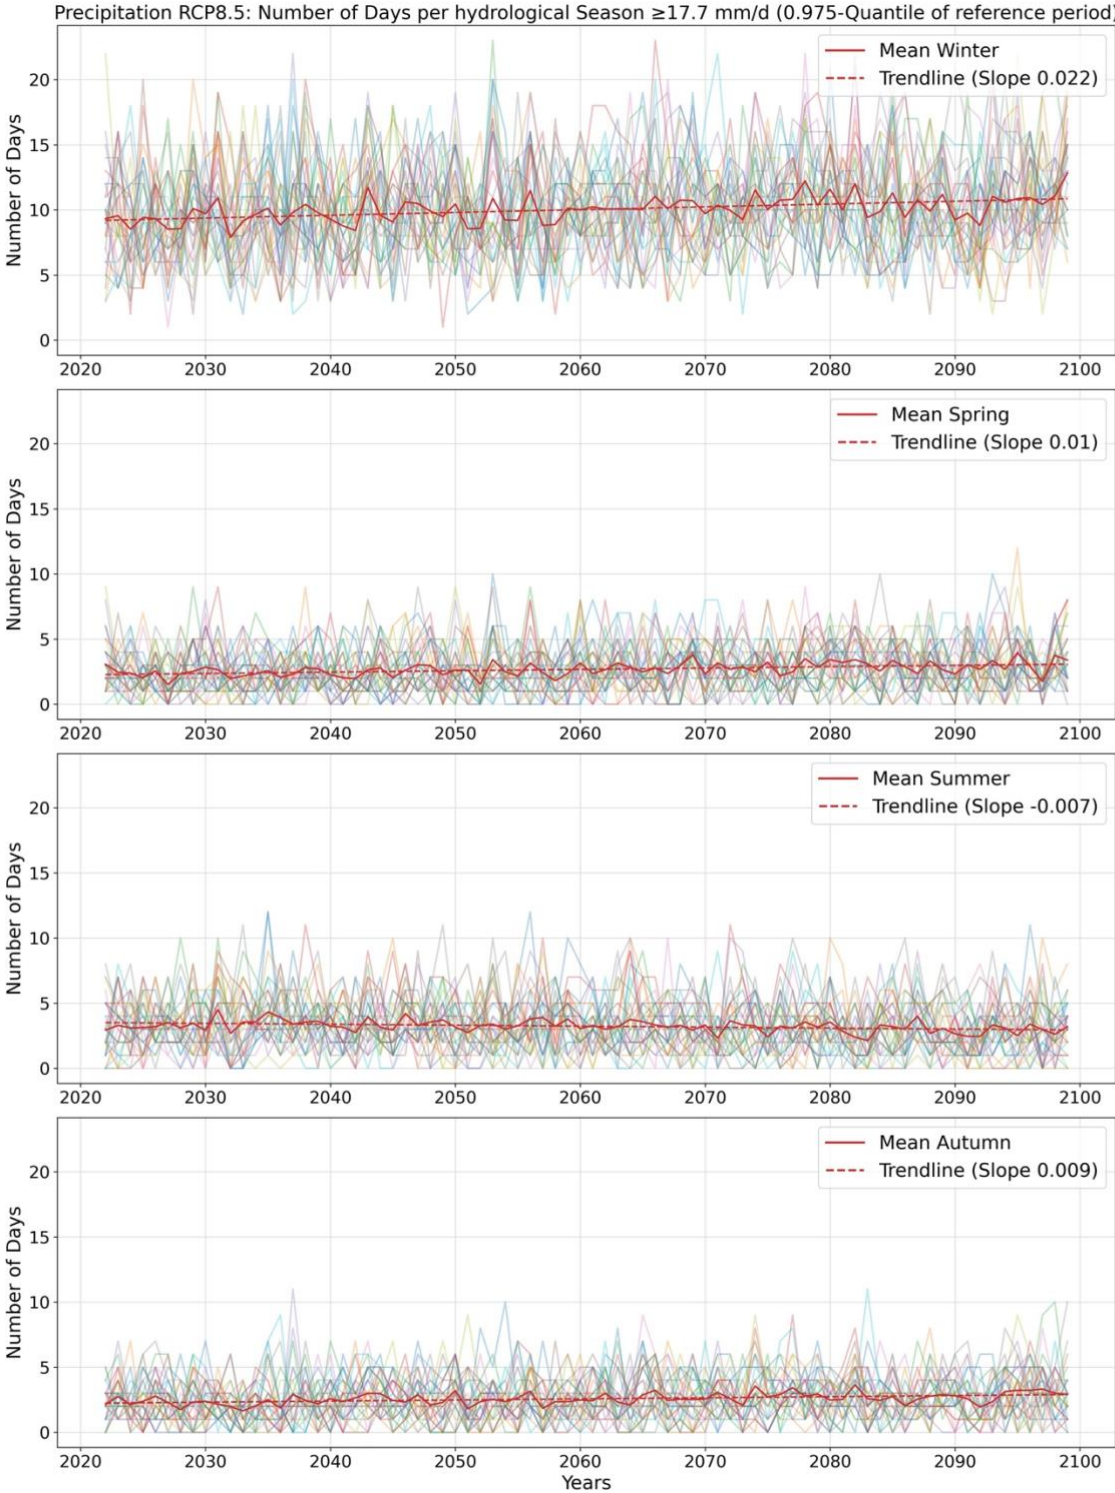 Precipitation RCP8.5: Number of Days per hydrological Season ≥17.7 mm/d (0.975-Quantile of reference period)
Mean Winter
Trendline (Slope 0.022)
Number of Days
20
15
10
5
0
2020 2030 2040 2050 2060 2070 2080 2090 2100
Mean Spring
Trendline (Slope 0.01)
Number of Days
20
15
10
5
0
2020 2030 2040 2050 2060 2070 2080 2090 2100
Mean Summer
Trendline (Slope -0.007)
Number of Days
20
15
10
5
0
2020 2030 2040 2050 2060 2070 2080 2090 2100
Mean Autumn
Trendline (Slope 0.009)
Number of Days
20
15
10
5
0
2020 2030 2040 2050 2060 2070 2080 2090 2100
Years